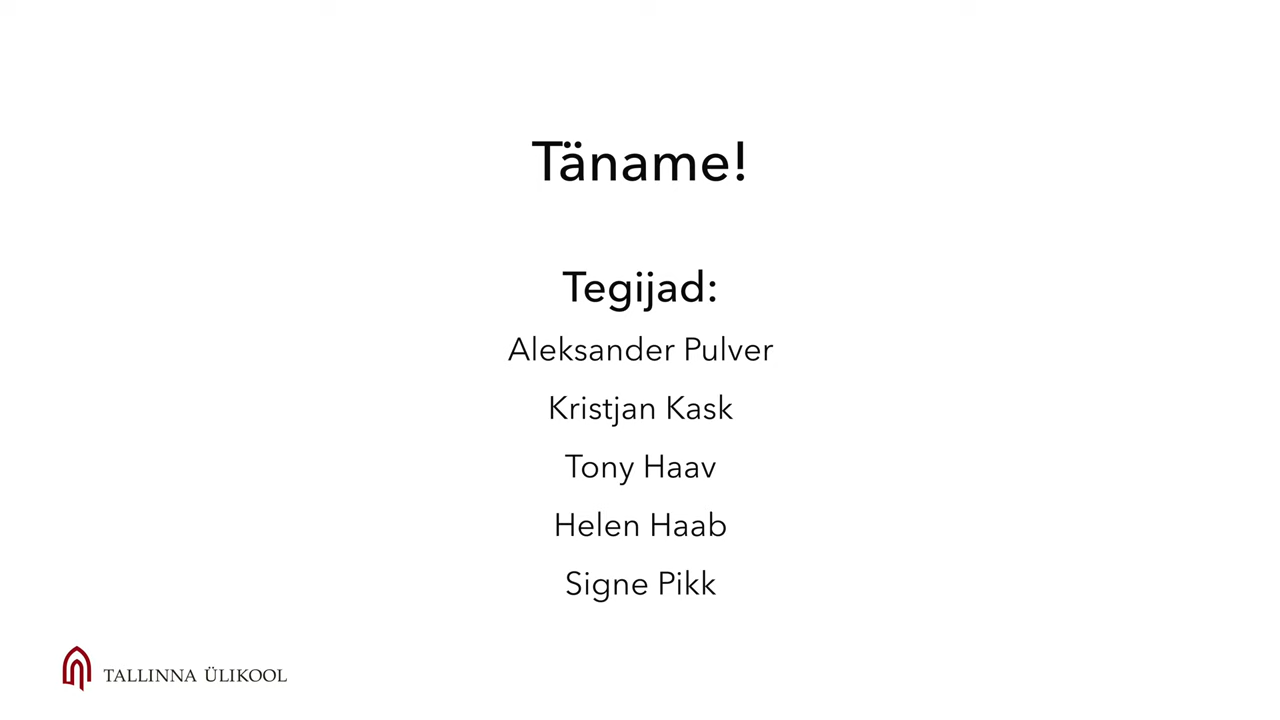 Täname!
Tegijad:
Aleksander Pulver
Kristjan Kask
Tony Haav
Helen Haab
Signe Pikk
TALLINNA ÜLIKOOL